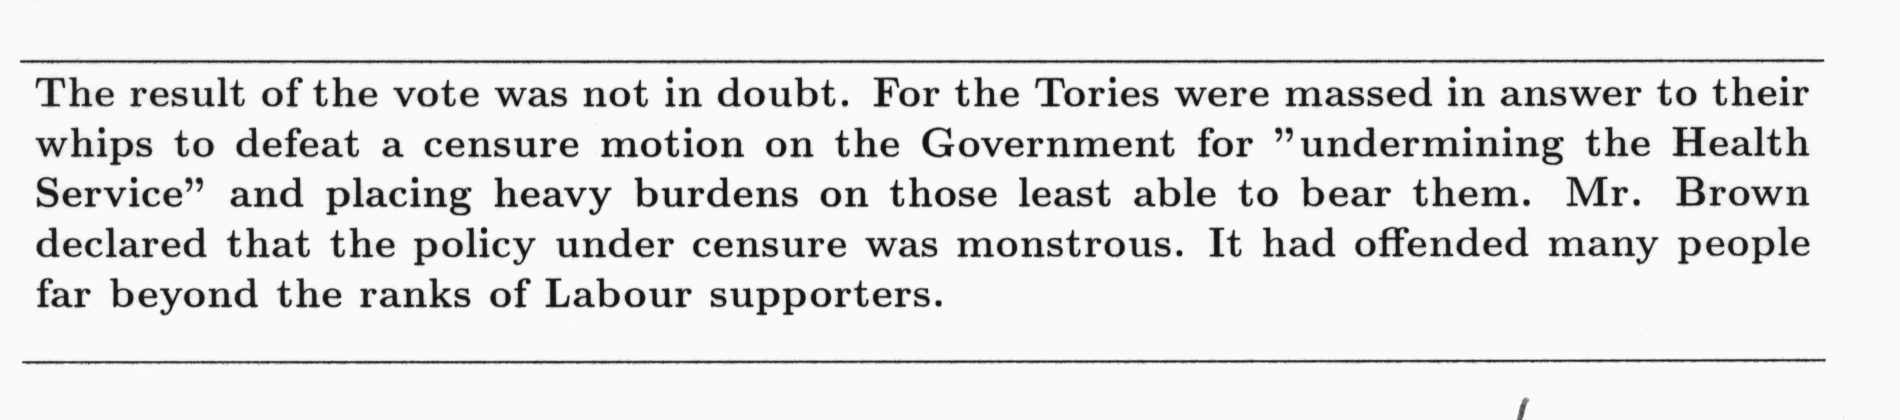 The result of the vote was not in doubt. For the Tories were massed in answer to their
whips to defeat a censure motion on the Government for ”undermining the Health
Service” and placing heavy burdens on those least able to bear them. Mr. Brown
declared that the policy under censure was monstrous. It had offended many people
far beyond the ranks of Labour supporters.